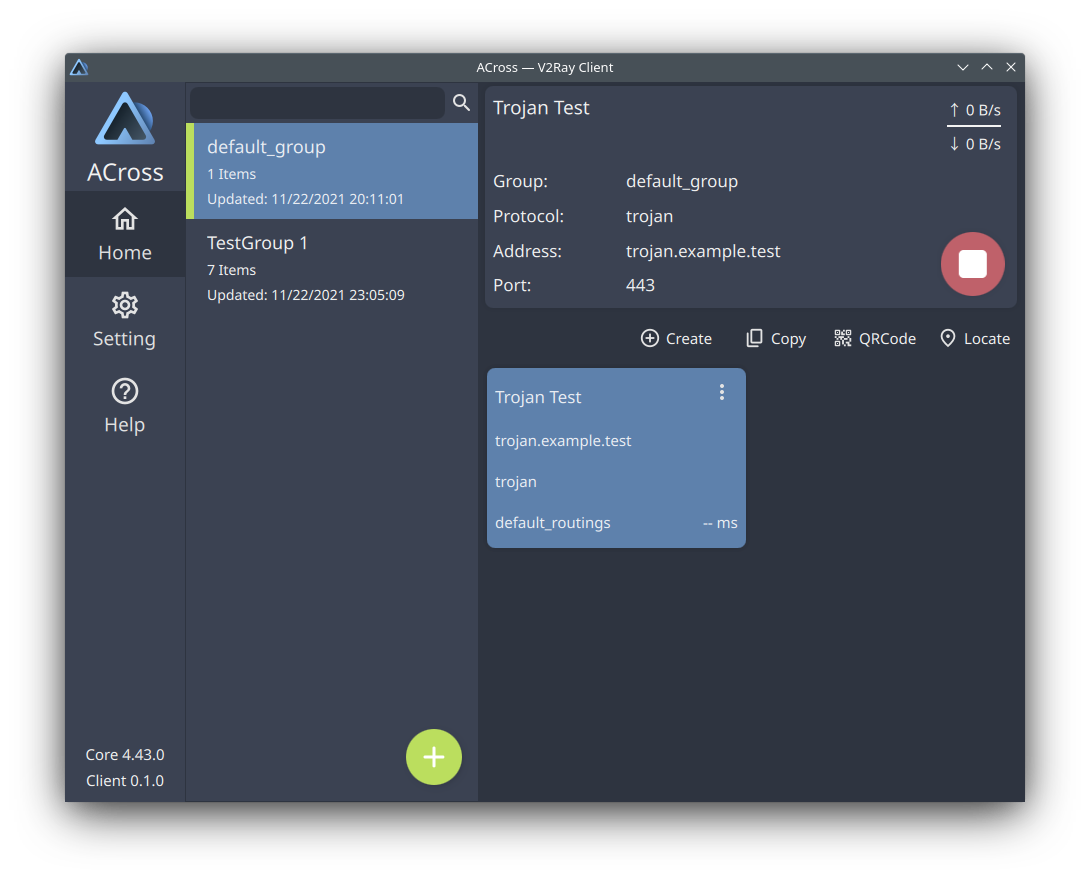 ACross — V2Ray Client
ACross
Home
Setting
Help
Core 4.43.0
Client 0.1.0
default_group
1 Items
Updated: 11/22/2021 20:11:01
TestGroup 1
7 Items
Updated: 11/22/2021 23:05:09
Trojan Test
↑ 0 B/s
↓ 0 B/s
Group: default_group
Protocol: trojan
Address: trojan.example.test
Port: 443
Create Copy QRCode Locate
Trojan Test
trojan.example.test
trojan
default_routings -- ms